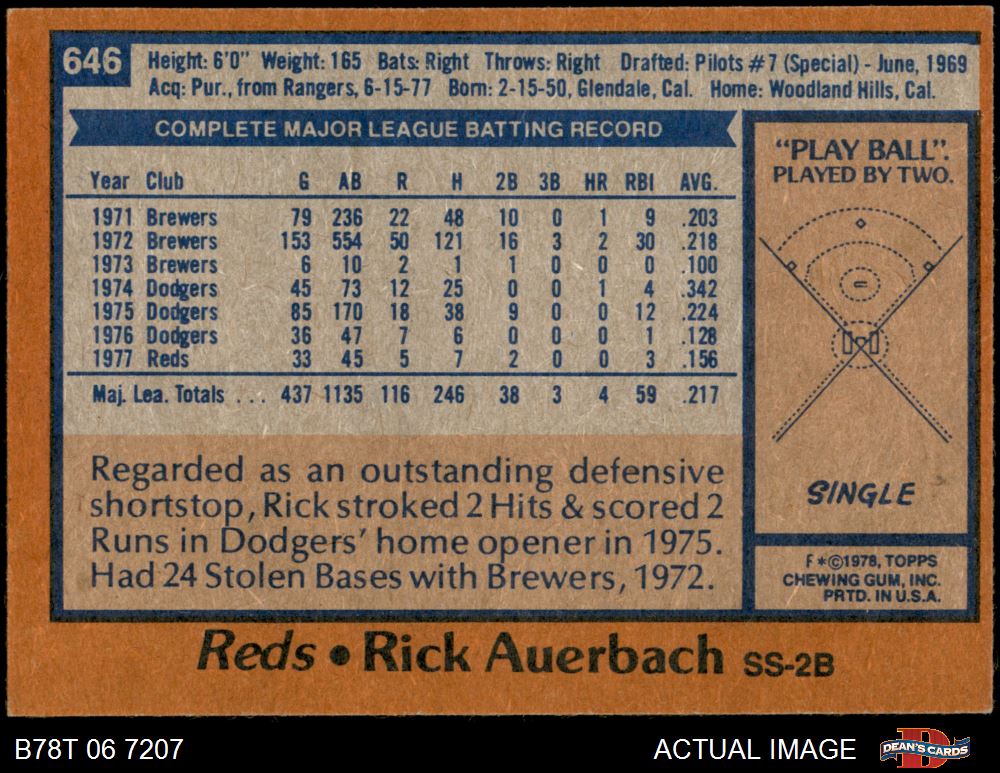 646
Height: 6'0" Weight: 165 Bats: Right Throws: Right Drafted: Pilots #7 (Special) - June, 1969
Acq: Pur., from Rangers, 6-15-77 Born: 2-15-50, Glendale, Cal. Home: Woodland Hills, Cal.
COMPLETE MAJOR LEAGUE BATTING RECORD
Year Club G AB R H 2B 3B HR RBI AVG.
1971 Brewers 79 236 22 48 10 0 1 9 .203
1972 Brewers 153 554 50 121 16 3 2 30 .218
1973 Brewers 6 10 2 1 1 0 0 0 .100
1974 Dodgers 45 73 12 25 0 0 1 4 .342
1975 Dodgers 85 170 18 38 9 0 0 12 .224
1976 Dodgers 36 47 7 6 0 0 0 1 .128
1977 Reds 33 45 5 7 2 0 0 3 .156
Maj. Lea. Totals . . . 437 1135 116 246 38 3 4 59 .217
Regarded as an outstanding defensive
shortstop, Rick stroked 2 Hits & scored 2
Runs in Dodgers' home opener in 1975.
Had 24 Stolen Bases with Brewers, 1972.
"PLAY BALL".
PLAYED BY TWO.
SINGLE
F*©1978, TOPPS
CHEWING GUM, INC.
PRTD. IN U.S.A.
Reds • Rick Auerbach SS-2B
B78T 06 7207
ACTUAL IMAGE
DEAN'S CARDS